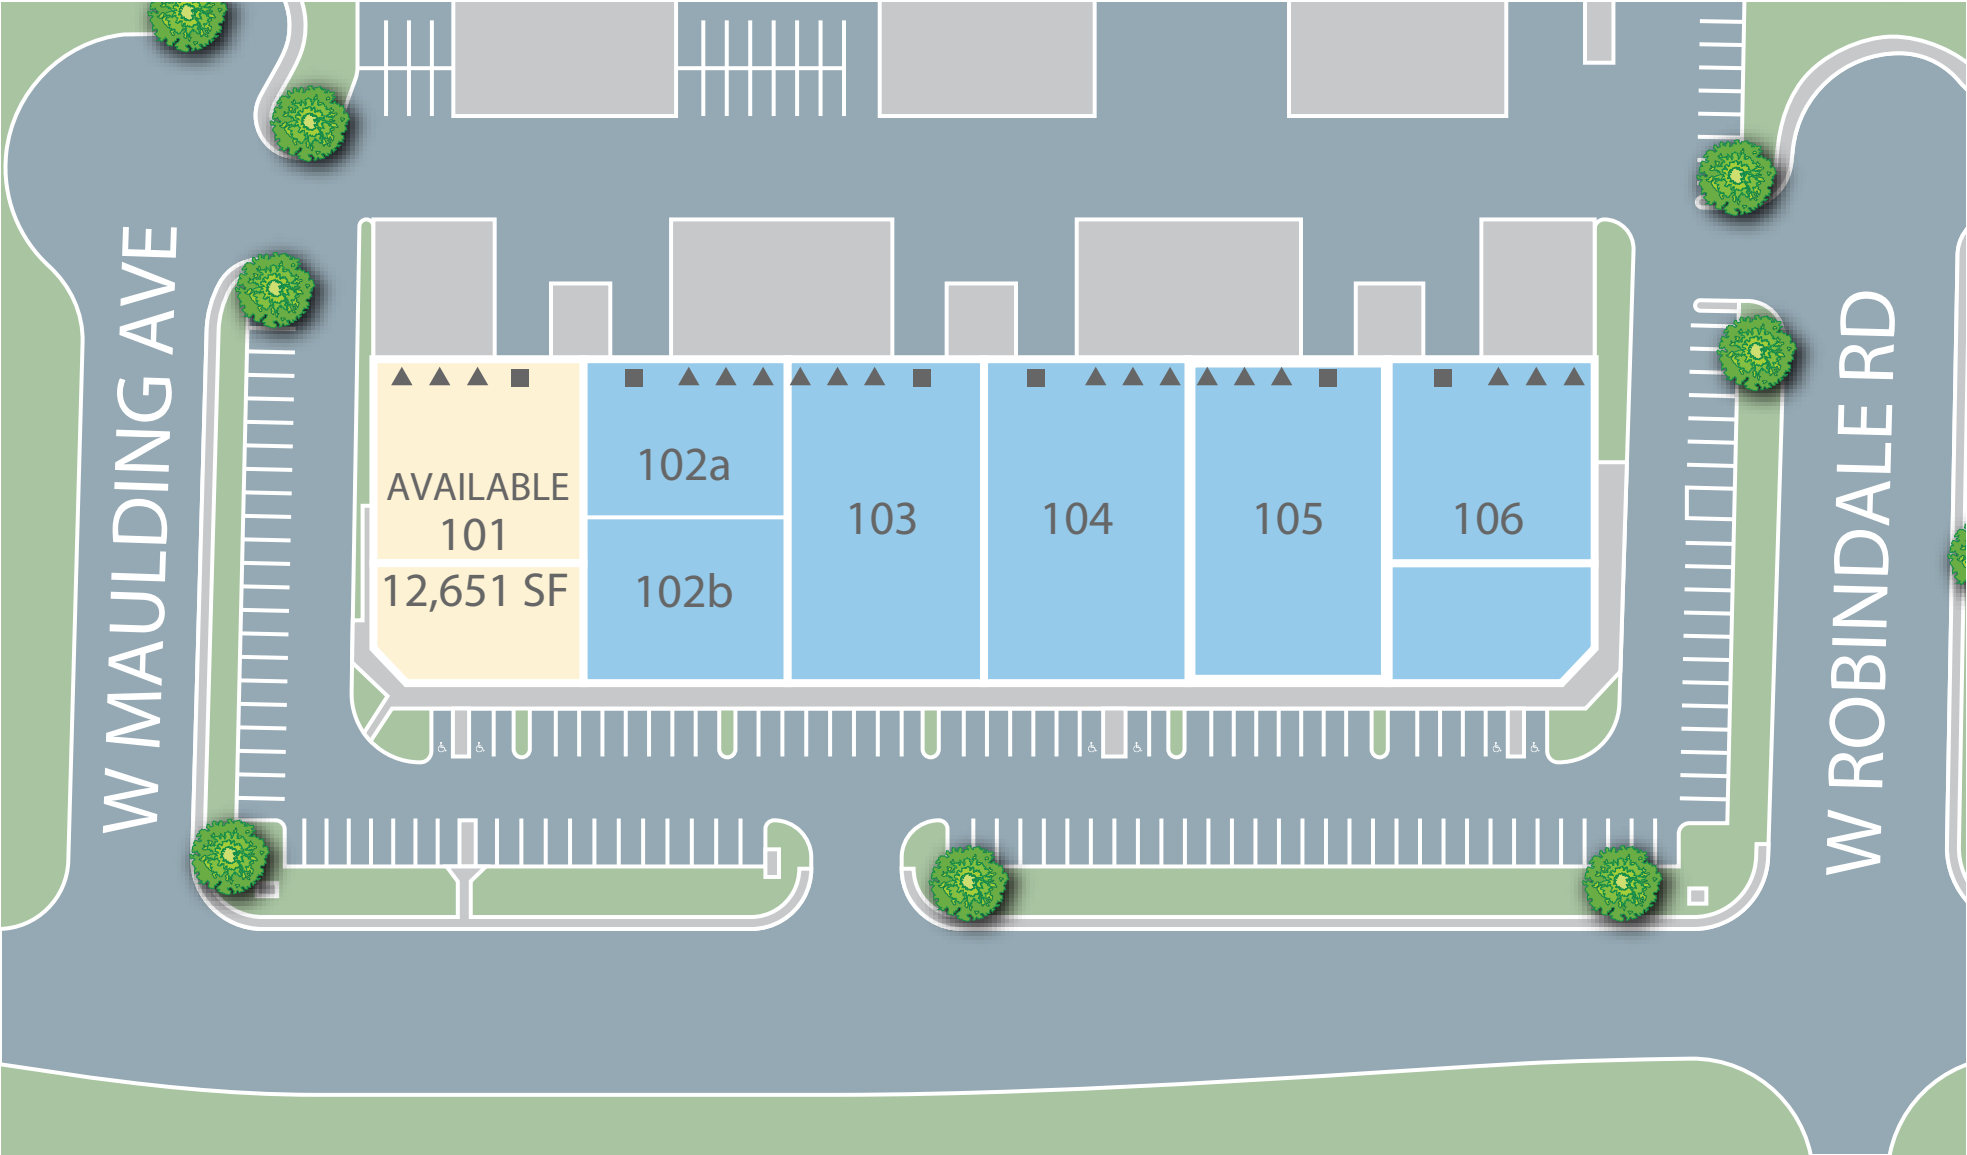 W MAULDING AVE
AVAILABLE
101
12,651 SF
102a
102b
103
104
105
106
W ROBINDALE RD